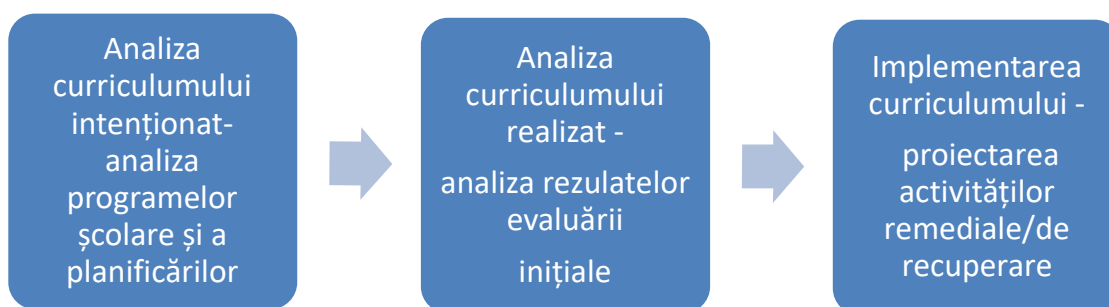 Analiza
curriculumului
intenționat-
analiza
programelor
școlare și a
planificărilor
Analiza
curriculumului
realizat -
analiza rezulatelor
evaluării
inițiale
Implementarea
curriculumului -
proiectarea
activităților
remediale/de
recuperare